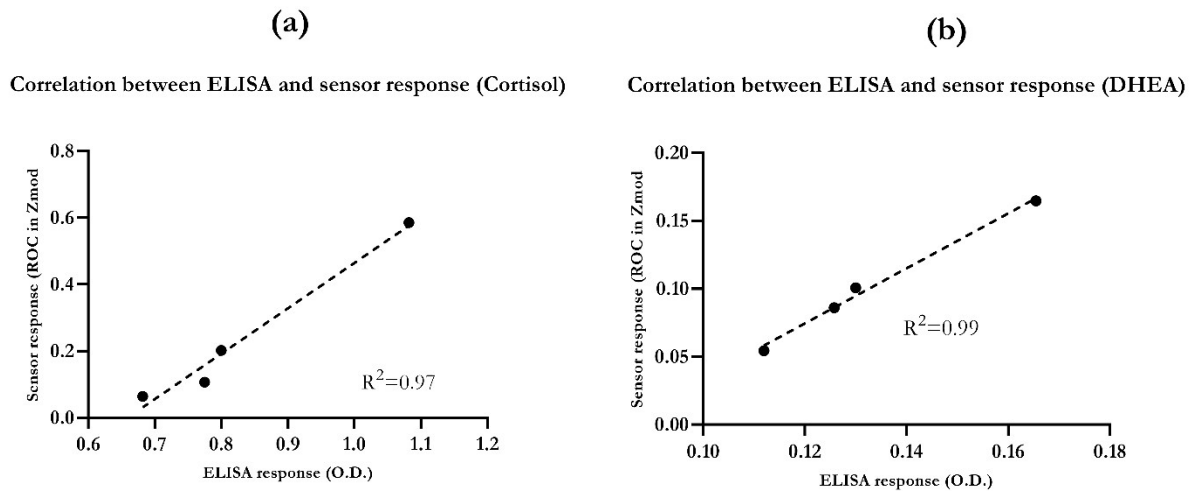 (a)
Correlation between ELISA and sensor response (Cortisol)
Sensor response (ROC in Zmod
0.8
0.6
0.4
0.2
0.0
R²=0.97
0.6 0.7 0.8 0.9 1.0 1.1 1.2
ELISA response (O.D.)
(b)
Correlation between ELISA and sensor response (DHEA)
Sensor response (ROC in Zmod
0.20
0.15
0.10
0.05
0.00
R²=0.99
0.10 0.12 0.14 0.16 0.18
ELISA response (O.D.)